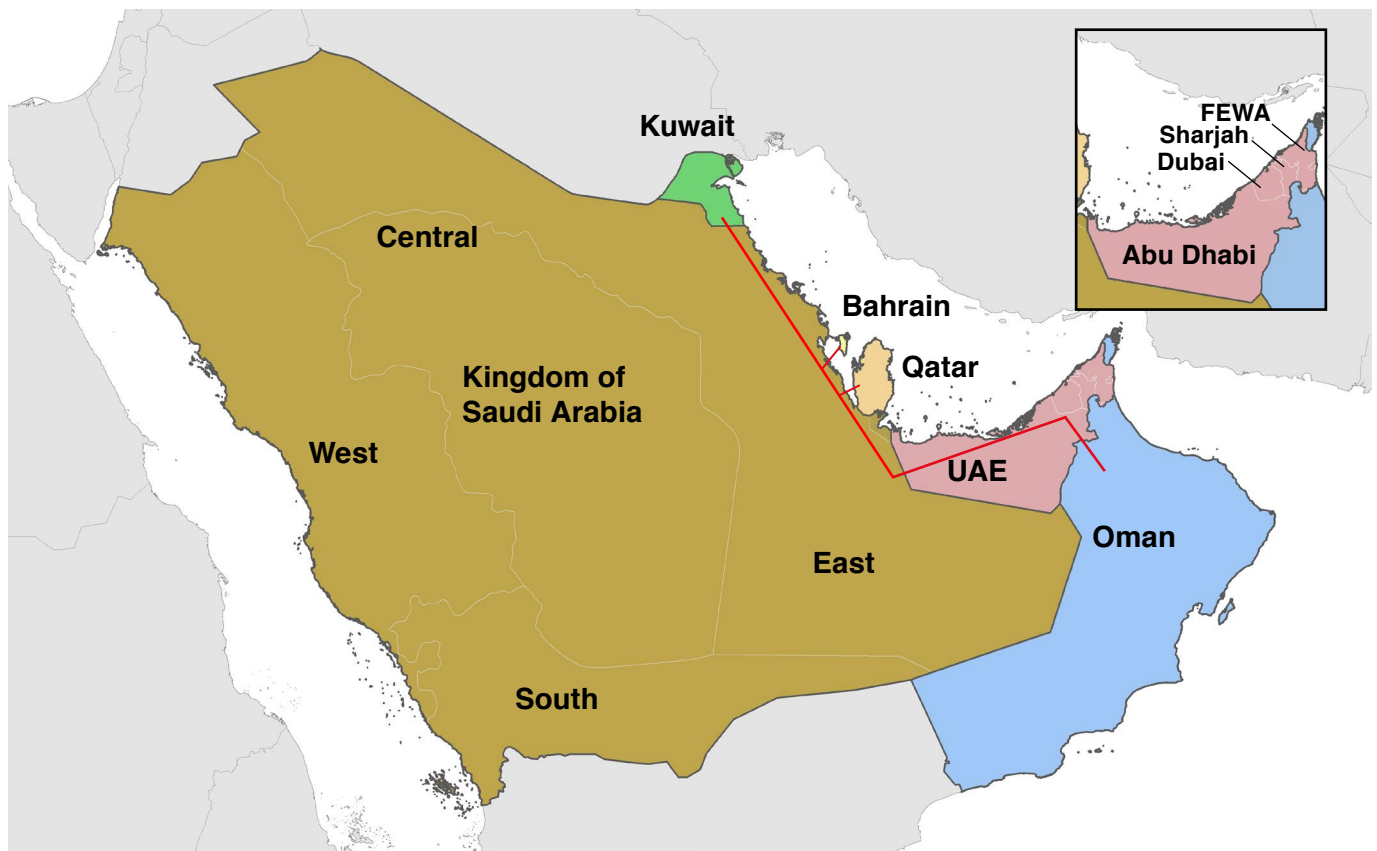 FEWA
Sharjah
Dubai
Abu Dhabi
Kuwait
Central
Bahrain
Qatar
Kingdom of
Saudi Arabia
West
UAE
Oman
East
South